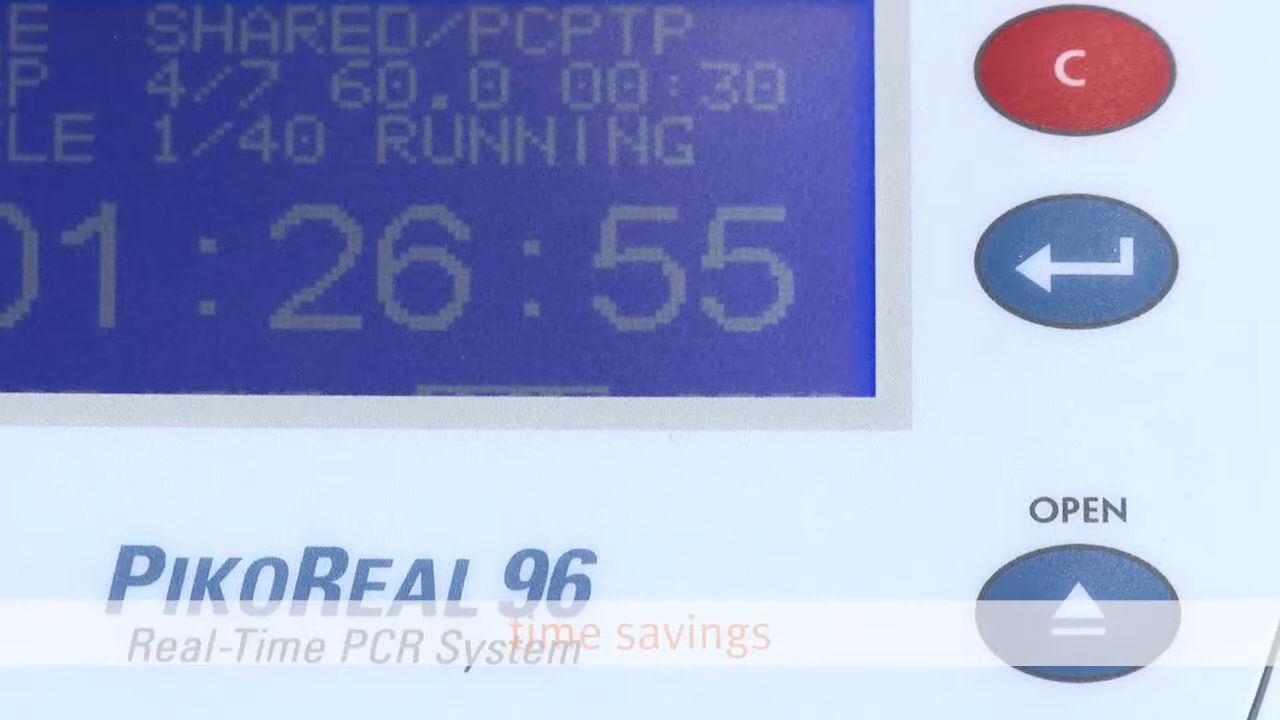 E SHARED/PCPTP
P 4/7 60.0 00:30
LE 1/40 RUNNING
01:26:55
C
OPEN
PIKOREAL 96
Real-Time PCR System
time savings